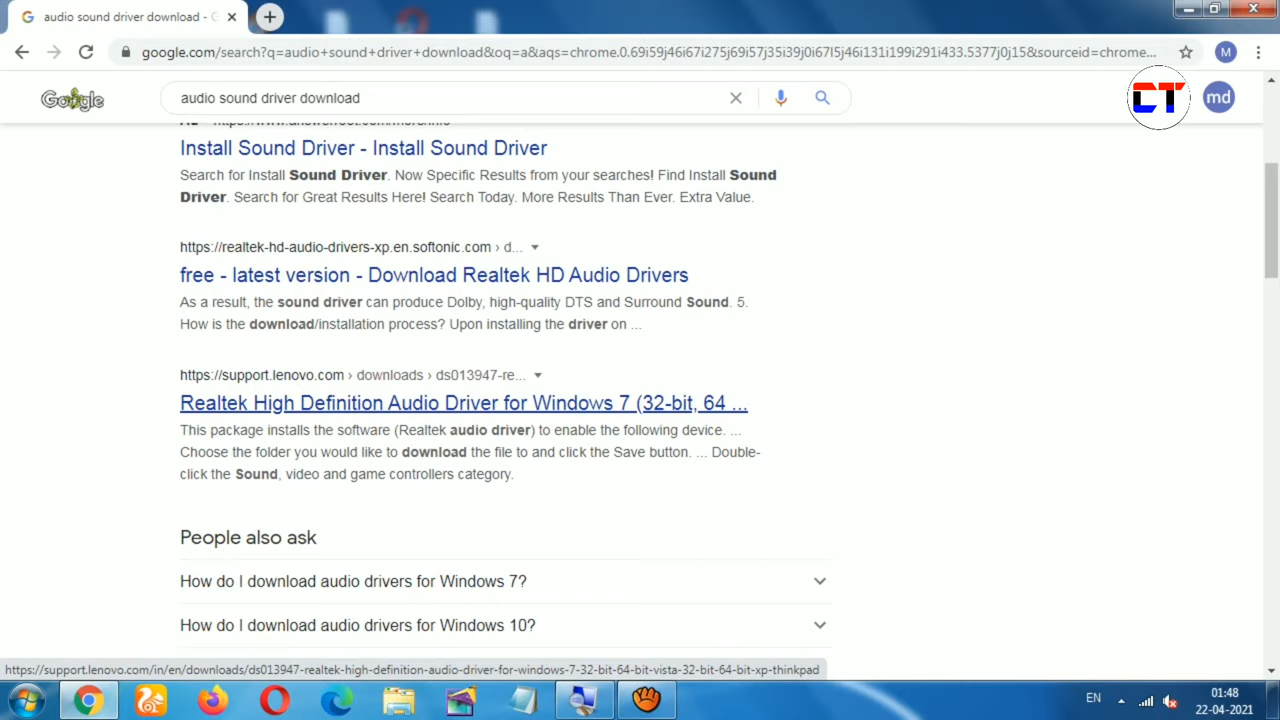 audio sound driver download - G
google.com/search?q=audio+sound+driver+download&oq=a&aqs=chrome.0.69i59j46i67i275j69i57j35i39j0i67l5j46i131i199i291i433.5377j0j15&sourceid=chrome...
M
Google
audio sound driver download
CT
md
Install Sound Driver - Install Sound Driver
Search for Install Sound Driver. Now Specific Results from your searches! Find Install Sound
Driver. Search for Great Results Here! Search Today. More Results Than Ever. Extra Value.
https://realtek-hd-audio-drivers-xp.en.softonic.com › d...
free - latest version - Download Realtek HD Audio Drivers
As a result, the sound driver can produce Dolby, high-quality DTS and Surround Sound. 5.
How is the download/installation process? Upon installing the driver on ...
https://support.lenovo.com › downloads › ds013947-re...
Realtek High Definition Audio Driver for Windows 7 (32-bit, 64 ...
This package installs the software (Realtek audio driver) to enable the following device. ...
Choose the folder you would like to download the file to and click the Save button. ... Double-
click the Sound, video and game controllers category.
People also ask
How do I download audio drivers for Windows 7?
How do I download audio drivers for Windows 10?
https://support.lenovo.com/in/en/downloads/ds013947-realtek-high-definition-audio-driver-for-windows-7-32-bit-64-bit-vista-32-bit-64-bit-xp-thinkpad
EN
01:48
22-04-2021